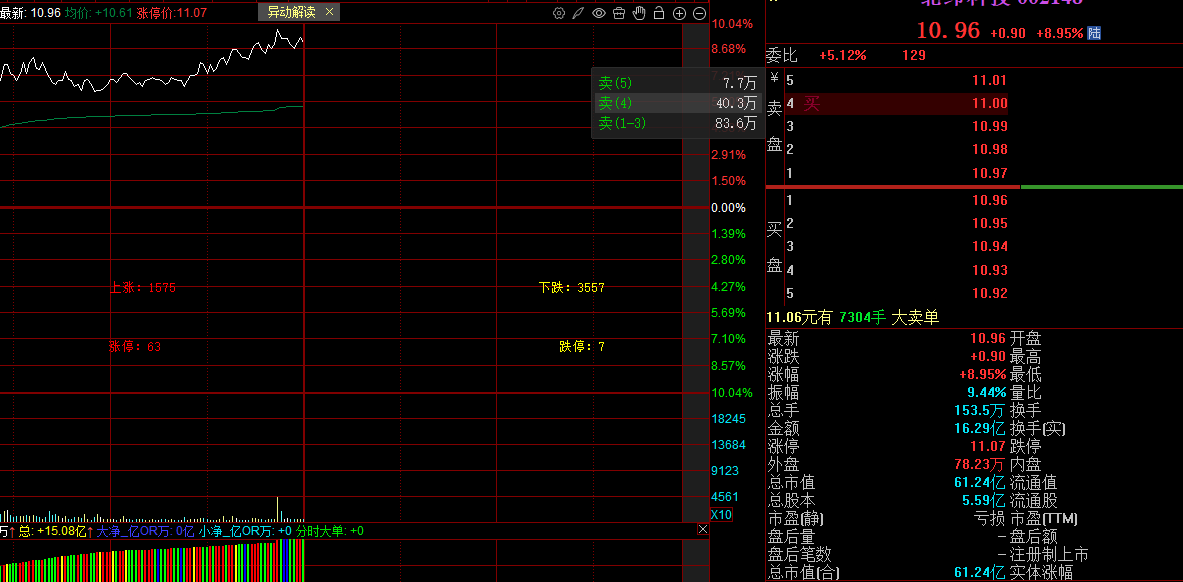 最新: 10.96 均价: +10.61 涨停价:11.07
异动解读 ×
10.04%
8.68%
卖(5) 7.7万
卖(4) 40.3万
卖(1-3) 83.6万
2.91%
1.50%
0.00%
1.39%
2.80%
4.27%
5.69%
7.10%
8.57%
10.04%
18245
13684
9123
4561
X10
上涨: 1575 下跌: 3557
涨停: 63 跌停: 7
万↑ 总: +15.08亿↑ 大净_亿OR万: 0亿 小净_亿OR万: +0 分时大单: +0
10.96 +0.90 +8.95% 陆
委比 +5.12% 129
¥
卖盘
5 11.01
4 买 11.00
3 10.99
2 10.98
1 10.97
买盘
1 10.96
2 10.95
3 10.94
4 10.93
5 10.92
11.06元有 7304手 大卖单
最新 10.96 开盘
涨跌 +0.90 最高
涨幅 +8.95% 最低
振幅 9.44% 量比
总手 153.5万 换手
金额 16.29亿 换手(实)
涨停 11.07 跌停
外盘 78.23万 内盘
总市值 61.24亿 流通值
总股本 5.59亿 流通股
市盈(静) 亏损 市盈(TTM)
盘后量 — 盘后额
盘后笔数 — 注册制上市
总市值(合) 61.24亿 实体涨幅